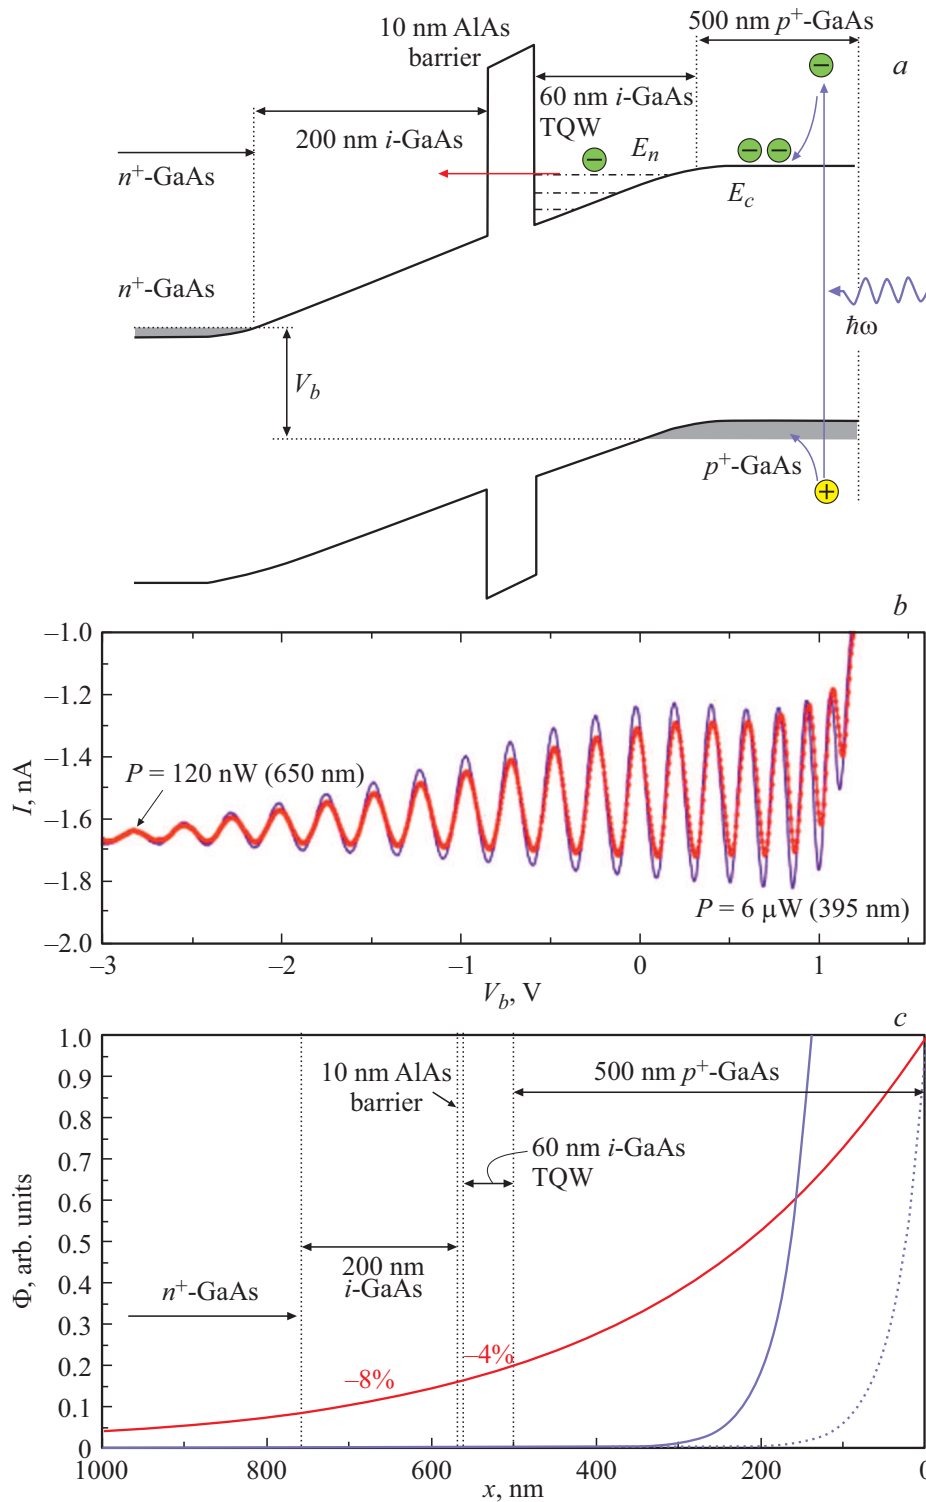 10 nm AlAs
barrier
500 nm p⁺-GaAs
a
60 nm i-GaAs
TQW
200 nm i-GaAs
n⁺-GaAs
−
−
− −
Eₙ
E_c
n⁺-GaAs
ħω
V_b
p⁺-GaAs
+
b
I, nA
−1.0
−1.2
−1.4
−1.6
−1.8
−2.0
P = 120 nW (650 nm)
P = 6 μW (395 nm)
−3 −2 −1 0 1
V_b, V
c
Φ, arb. units
1.0
0.9
0.8
0.7
0.6
0.5
0.4
0.3
0.2
0.1
0
10 nm AlAs
barrier
500 nm p⁺-GaAs
60 nm i-GaAs
TQW
200 nm
i-GaAs
n⁺-GaAs
−4%
−8%
1000 800 600 400 200 0
x, nm